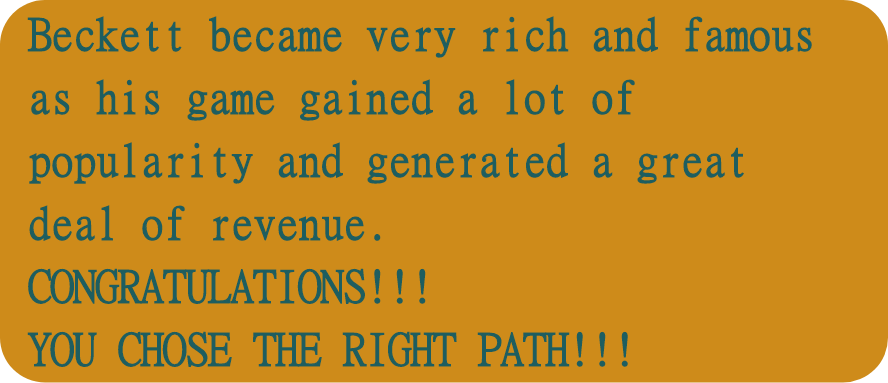 Beckett became very rich and famous
as his game gained a lot of
popularity and generated a great
deal of revenue.
CONGRATULATIONS!!!
YOU CHOSE THE RIGHT PATH!!!